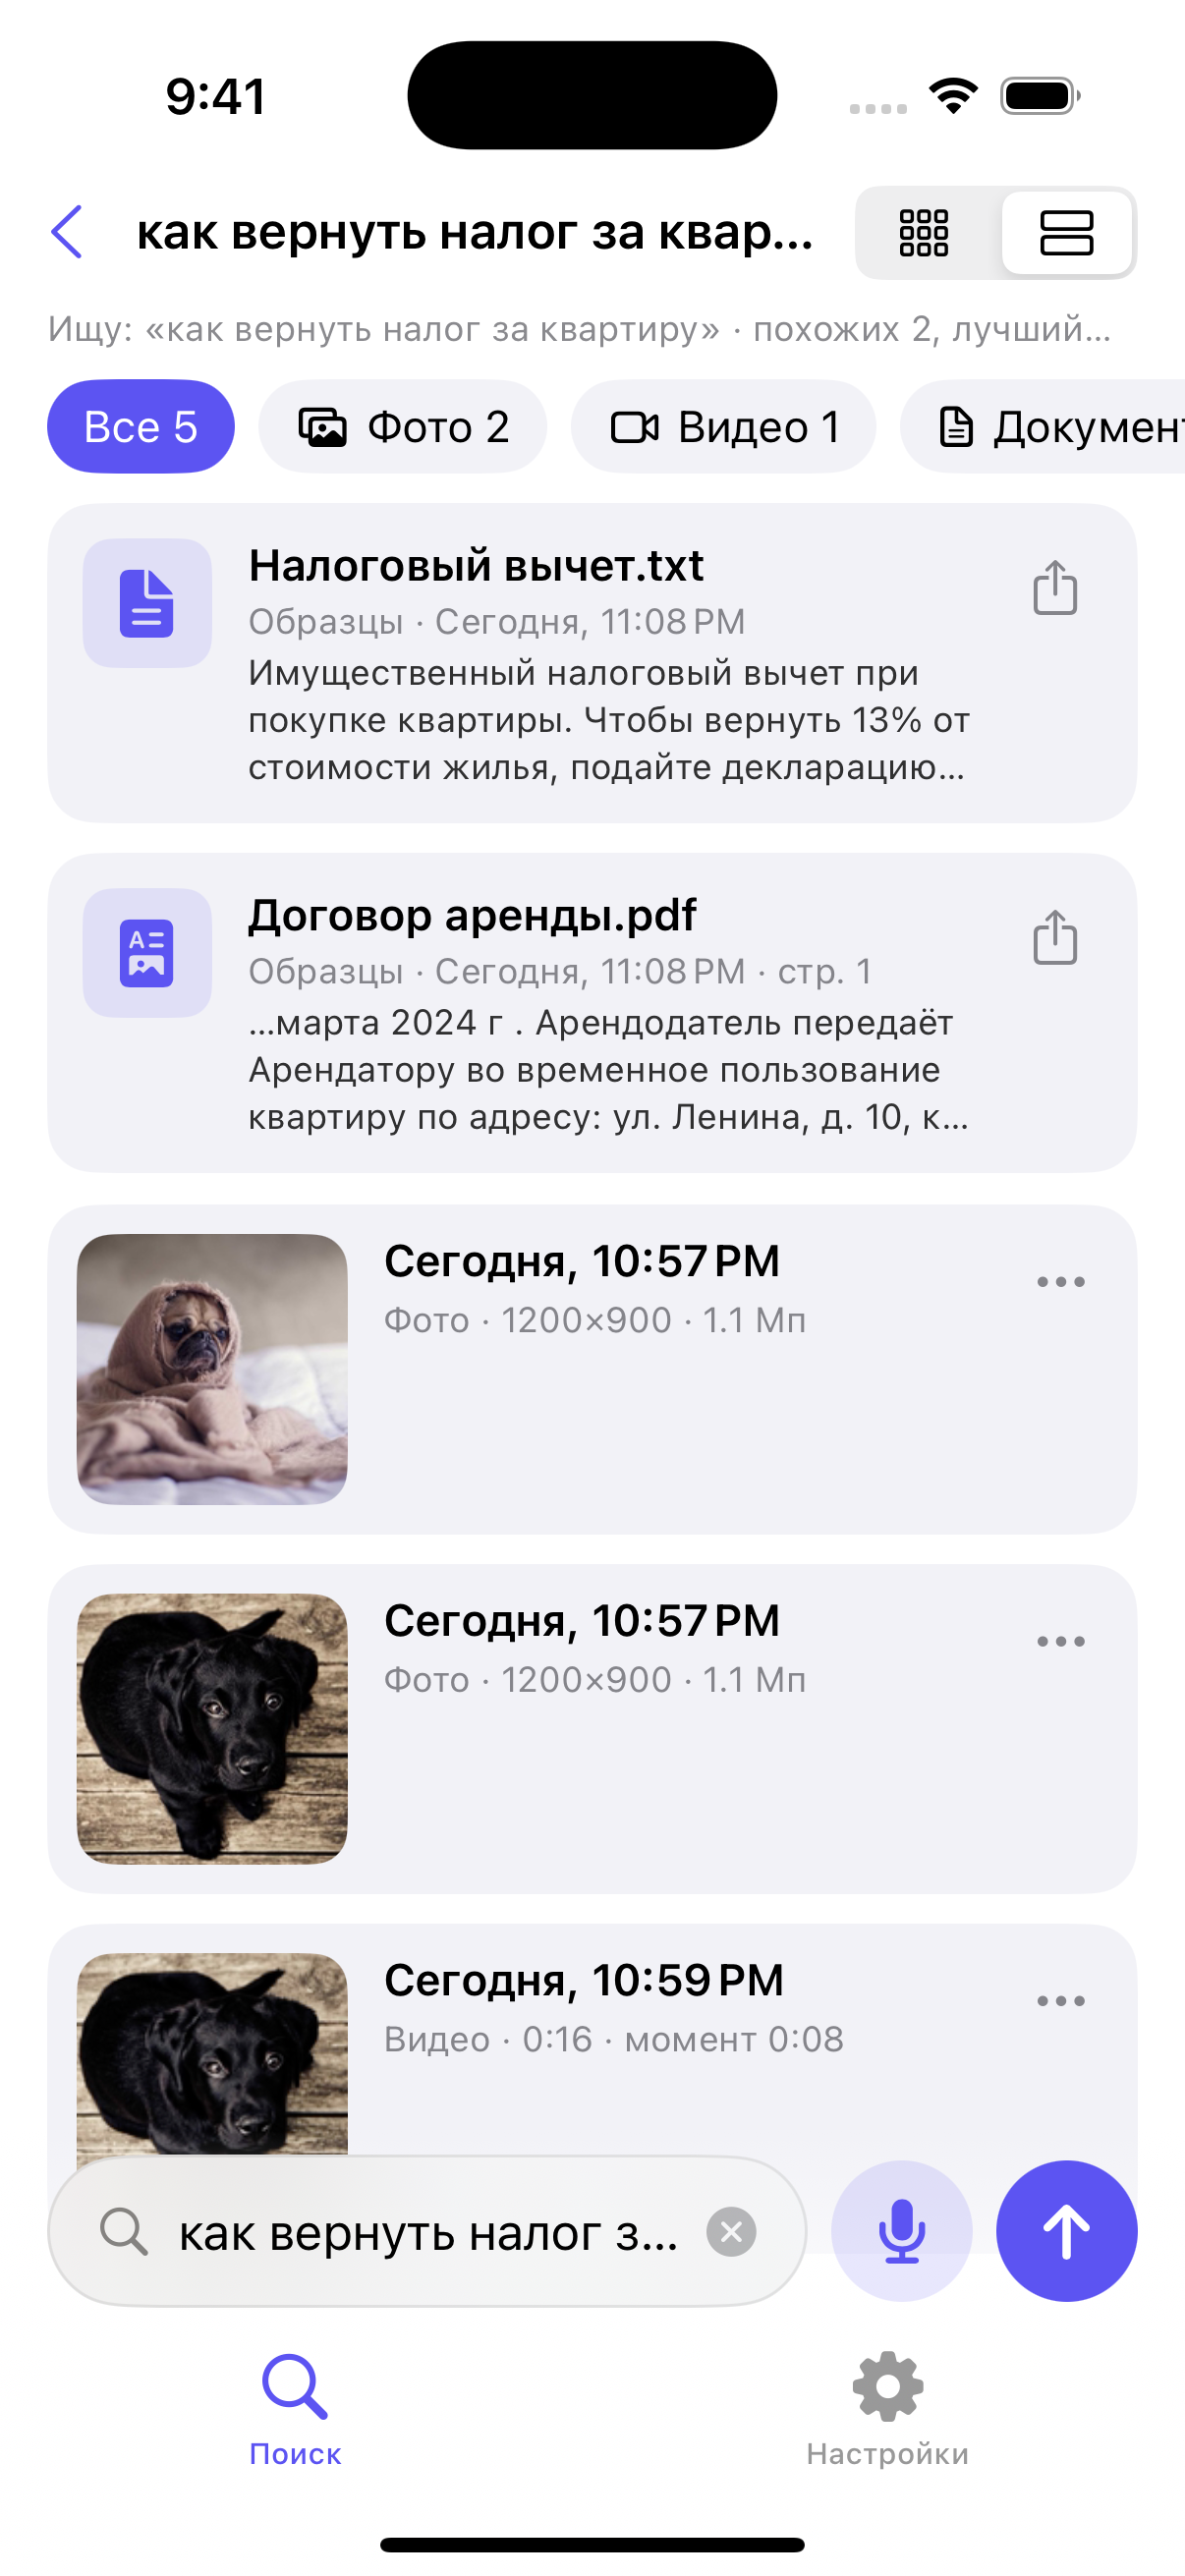 9:41
как вернуть налог за квар...
Ищу: «как вернуть налог за квартиру» · похожих 2, лучший...
Все 5
Фото 2
Видео 1
Докумен
Налоговый вычет.txt
Образцы · Сегодня, 11:08 PM
Имущественный налоговый вычет при
покупке квартиры. Чтобы вернуть 13% от
стоимости жилья, подайте декларацию...
Договор аренды.pdf
Образцы · Сегодня, 11:08 PM · стр. 1
...марта 2024 г . Арендодатель передаёт
Арендатору во временное пользование
квартиру по адресу: ул. Ленина, д. 10, к...
Сегодня, 10:57 PM
Фото · 1200×900 · 1.1 Мп
Сегодня, 10:57 PM
Фото · 1200×900 · 1.1 Мп
Сегодня, 10:59 PM
Видео · 0:16 · момент 0:08
как вернуть налог з...
Поиск
Настройки